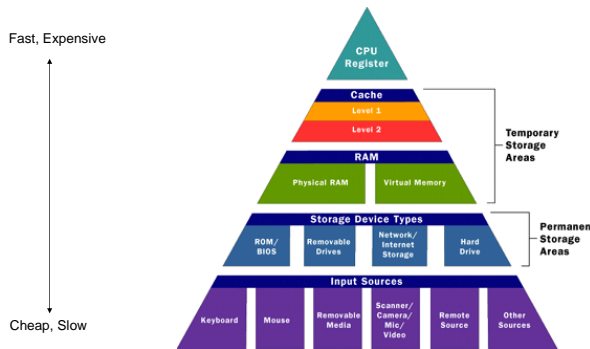 Fast, Expensive
CPU
Register
Cache
Level 1
Level 2
Temporary
Storage
Areas
RAM
Physical RAM
Virtual Memory
Storage Device Types
ROM/
BIOS
Removable
Drives
Network/
Internet
Storage
Hard
Drive
Permanen
Storage
Areas
Input Sources
Keyboard
Mouse
Removable
Media
Scanner/
Camera/
Mic/
Video
Remote
Source
Other
Sources
Cheap, Slow